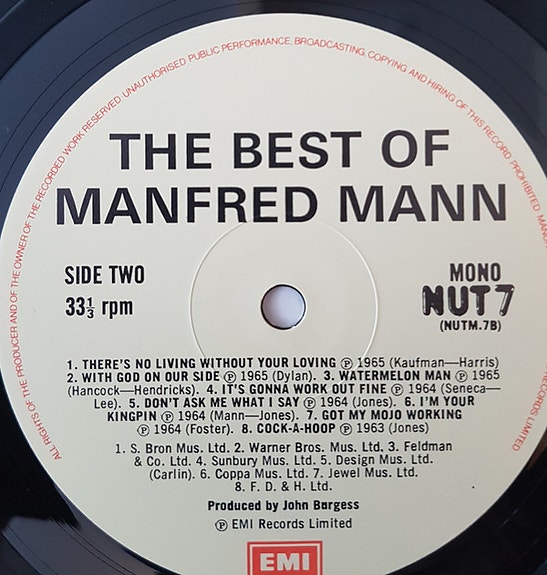 ALL RIGHTS OF THE PRODUCER AND OF THE OWNER OF THE RECORDED WORK RESERVED. UNAUTHORISED PUBLIC PERFORMANCE, BROADCASTING, COPYING AND HIRING OF THIS RECORD PROHIBITED
RECORDS LIMITED
THE BEST OF
MANFRED MANN
SIDE TWO
33⅓ rpm
MONO
NUT 7
(NUTM.7B)
1. THERE'S NO LIVING WITHOUT YOUR LOVING ℗ 1965 (Kaufman—Harris)
2. WITH GOD ON OUR SIDE ℗ 1965 (Dylan). 3. WATERMELON MAN ℗ 1965
(Hancock—Hendricks). 4. IT'S GONNA WORK OUT FINE ℗ 1964 (Seneca—
Lee). 5. DON'T ASK ME WHAT I SAY ℗ 1964 (Jones). 6. I'M YOUR
KINGPIN ℗ 1964 (Mann—Jones). 7. GOT MY MOJO WORKING
℗ 1964 (Foster). 8. COCK-A-HOOP ℗ 1963 (Jones)
1. S. Bron Mus. Ltd. 2. Warner Bros. Mus. Ltd. 3. Feldman
& Co. Ltd. 4. Sunbury Mus. Ltd. 5. Design Mus. Ltd.
(Carlin). 6. Coppa Mus. Ltd. 7. Jewel Mus. Ltd.
8. F. D. & H. Ltd.
Produced by John Burgess
℗ EMI Records Limited
EMI